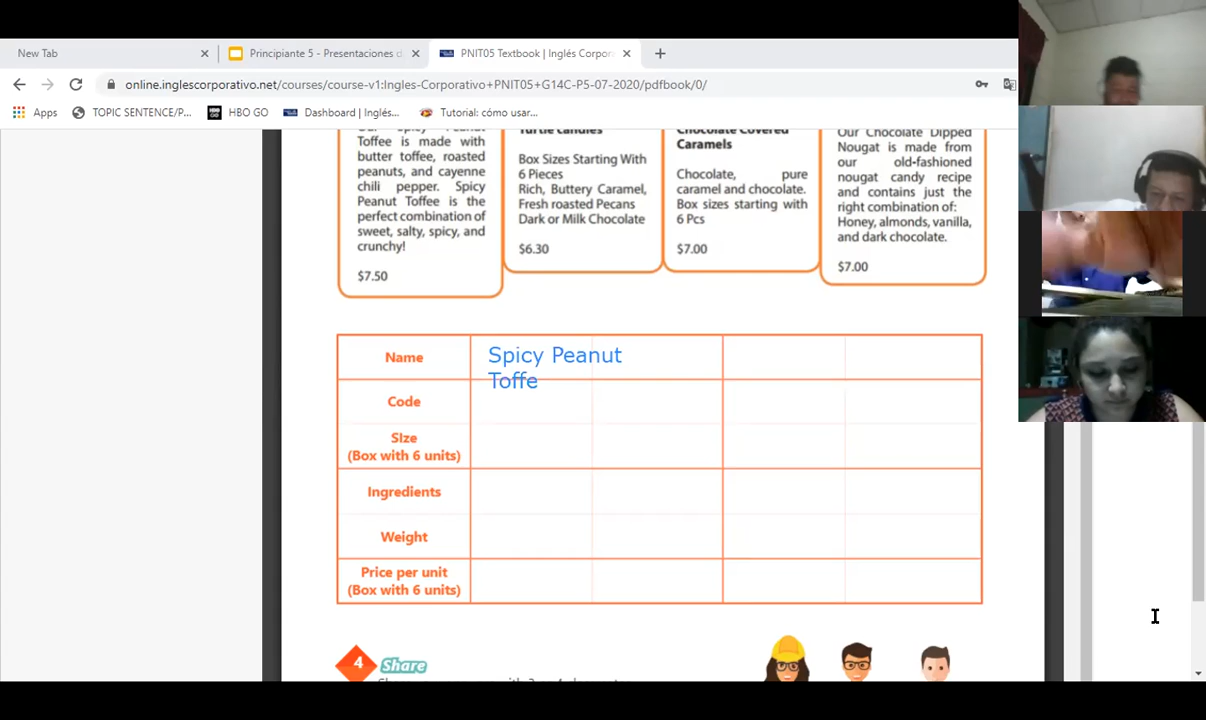 New Tab
Principiante 5 - Presentaciones d
PNIT05 Textbook | Inglés Corpor
online.inglescorporativo.net/courses/course-v1:Ingles-Corporativo+PNIT05+G14C-P5-07-2020/pdfbook/0/
Apps
TOPIC SENTENCE/P...
HBO GO
Dashboard | Inglés...
Tutorial: cómo usar...
Our Spicy Peanut
Toffee is made with
butter toffee, roasted
peanuts, and cayenne
chili pepper. Spicy
Peanut Toffee is the
perfect combination of
sweet, salty, spicy, and
crunchy!
$7.50
Turtle candies
Box Sizes Starting With
6 Pieces
Rich, Buttery Caramel,
Fresh roasted Pecans
Dark or Milk Chocolate
$6.30
Chocolate Covered
Caramels
Chocolate, pure
caramel and chocolate.
Box sizes starting with
6 Pcs
$7.00
Our Chocolate Dipped
Nougat is made from
our old-fashioned
nougat candy recipe
and contains just the
right combination of:
Honey, almonds, vanilla,
and dark chocolate.
$7.00
Name
Spicy Peanut
Toffe
Code
SIze
(Box with 6 units)
Ingredients
Weight
Price per unit
(Box with 6 units)
4
Share